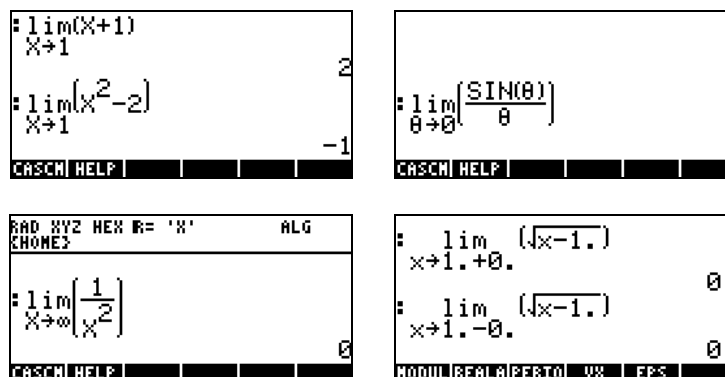 :lim(X+1)
X→1
2
:lim(X²-2)
X→1
-1
CASCM HELP
:lim(SIN(θ)/θ)
θ→0
CASCM HELP
RAD XYZ HEX R= 'X' ALG
{HOME}
:lim(1/X²)
X→∞
0
CASCM HELP
: lim (√x-1.)
x→1.+0.
0
: lim (√x-1.)
x→1.-0.
0
MODUL REALA PERIO VX EPS